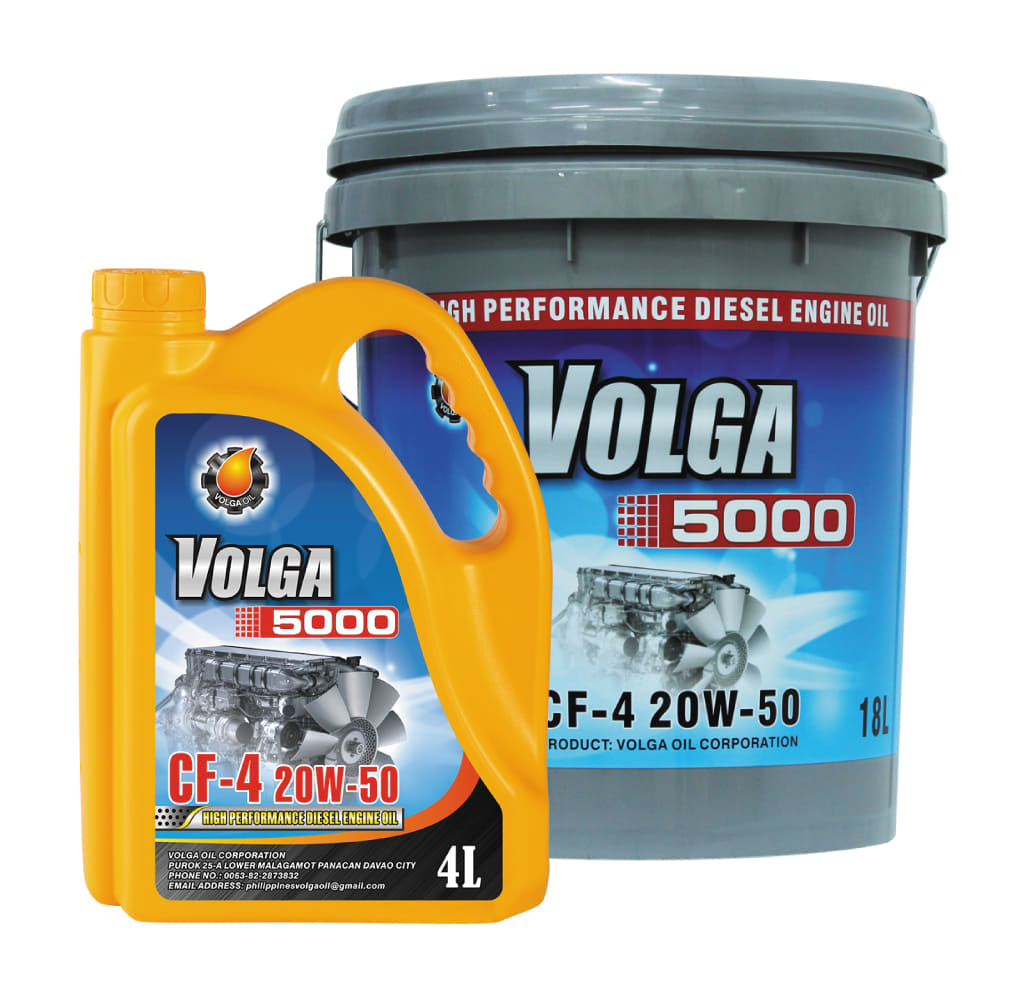 HIGH PERFORMANCE DIESEL ENGINE OIL
VOLGA
5000
CF-4 20W-50
18L
PRODUCT: VOLGA OIL CORPORATION
VOLGA OIL
VOLGA
5000
CF-4 20W-50
HIGH PERFORMANCE DIESEL ENGINE OIL
VOLGA OIL CORPORATION
PUROK 25-A LOWER MALAGAMOT PANACAN DAVAO CITY
PHONE NO.: 0063-82-2873832
EMAIL ADDRESS: philippinesvolgaoil@gmail.com
4L